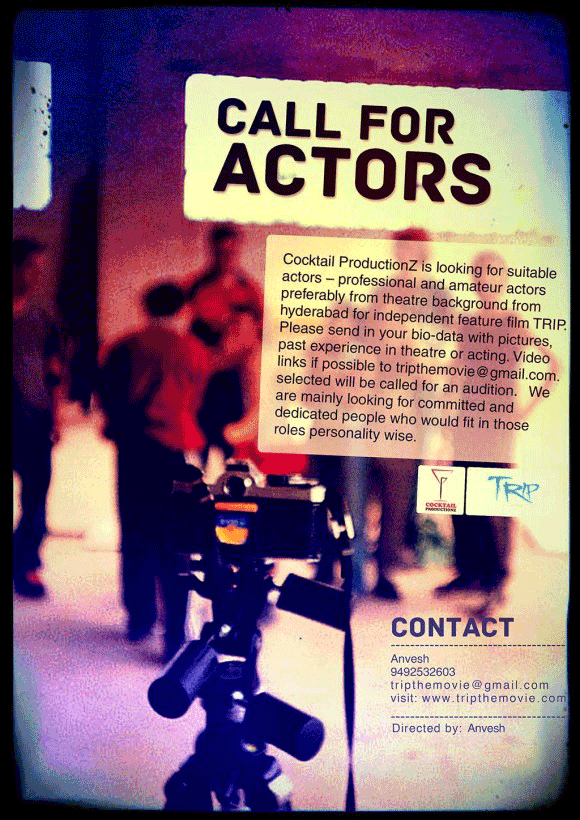 CALL FOR
ACTORS
Cocktail ProductionZ is looking for suitable
actors – professional and amateur actors
preferably from theatre background from
hyderabad for independent feature film TRIP.
Please send in your bio-data with pictures,
past experience in theatre or acting. Video
links if possible to tripthemovie@gmail.com.
selected will be called for an audition. We
are mainly looking for committed and
dedicated people who would fit in those
roles personality wise.
COCKTAIL
PRODUCTIONZ
TRIP
CONTACT
Anvesh
9492532603
tripthemovie@gmail.com
visit: www.tripthemovie.com
Directed by: Anvesh